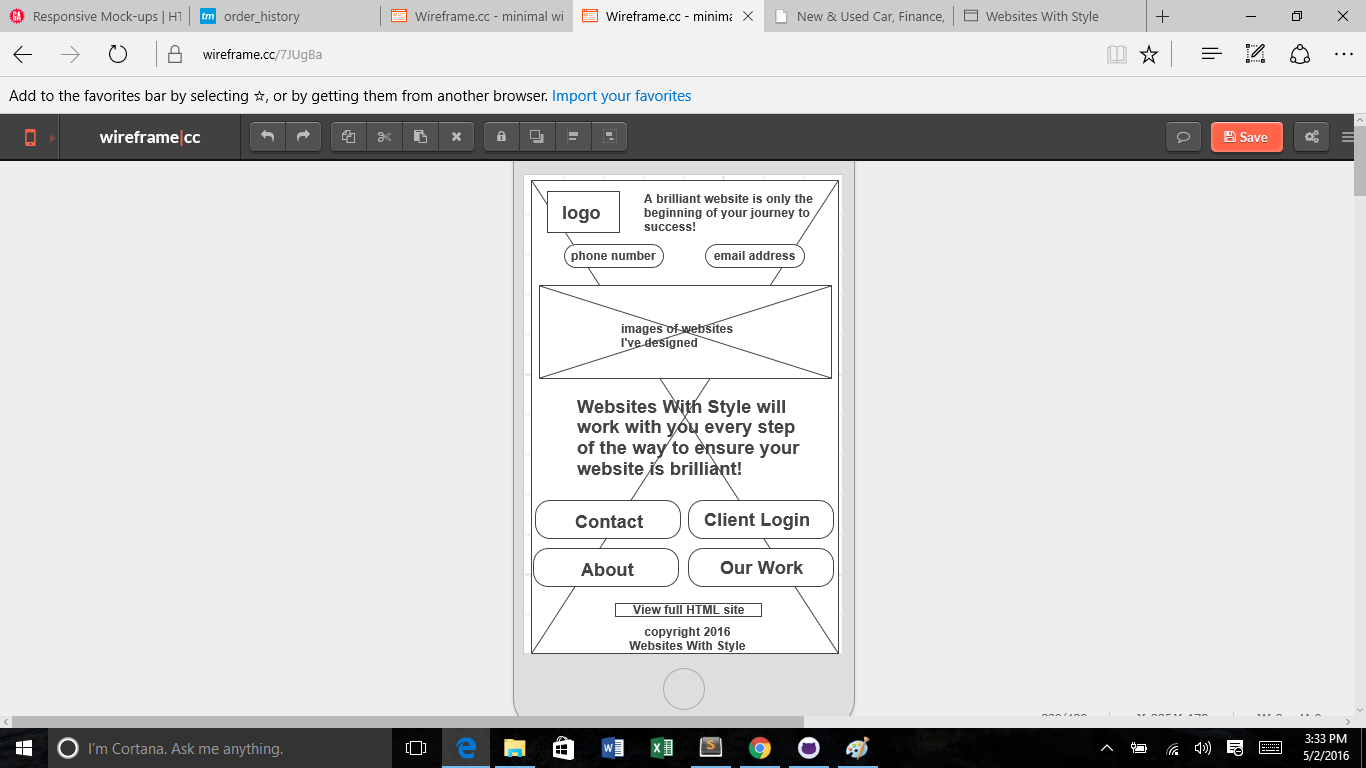 Responsive Mock-ups | HT
tm order_history
Wireframe.cc - minimal wi
Wireframe.cc - minima
New & Used Car, Finance,
Websites With Style
wireframe.cc/7JUgBa
Add to the favorites bar by selecting ☆, or by getting them from another browser. Import your favorites
wireframe|cc
Save
logo
A brilliant website is only the
beginning of your journey to
success!
phone number
email address
images of websites
I've designed
Websites With Style will
work with you every step
of the way to ensure your
website is brilliant!
Contact
Client Login
About
Our Work
View full HTML site
copyright 2016
Websites With Style
I'm Cortana. Ask me anything.
3:33 PM
5/2/2016